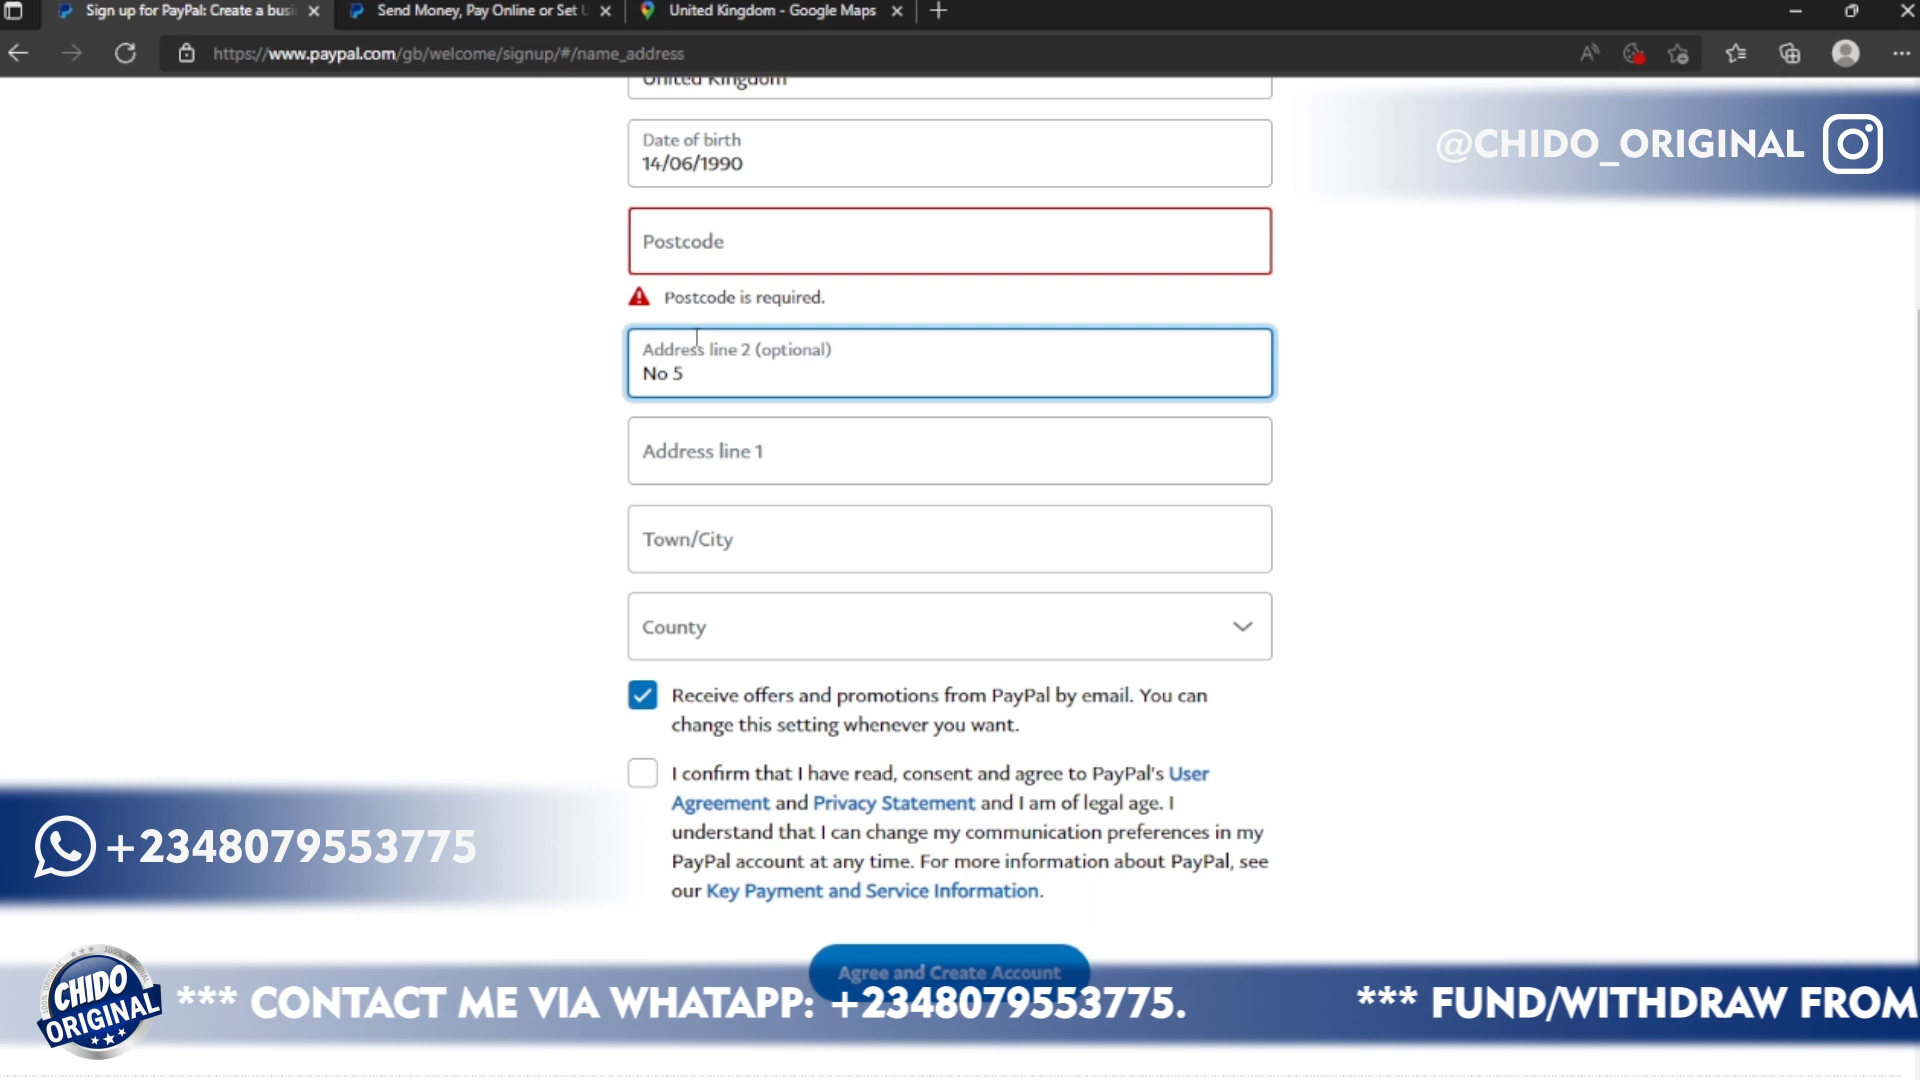 Sign up for PayPal: Create a busi
Send Money, Pay Online or Set U
United Kingdom - Google Maps
https://www.paypal.com/gb/welcome/signup/#/name_address
United Kingdom
@CHIDO_ORIGINAL
Date of birth
14/06/1990
Postcode
Postcode is required.
Address line 2 (optional)
No 5
Address line 1
Town/City
County
Receive offers and promotions from PayPal by email. You can
change this setting whenever you want.
I confirm that I have read, consent and agree to PayPal's User
Agreement and Privacy Statement and I am of legal age. I
understand that I can change my communication preferences in my
PayPal account at any time. For more information about PayPal, see
our Key Payment and Service Information.
+2348079553775
Agree and Create Account
CHIDO
ORIGINAL
*** CONTACT ME VIA WHATAPP: +2348079553775.
*** FUND/WITHDRAW FROM